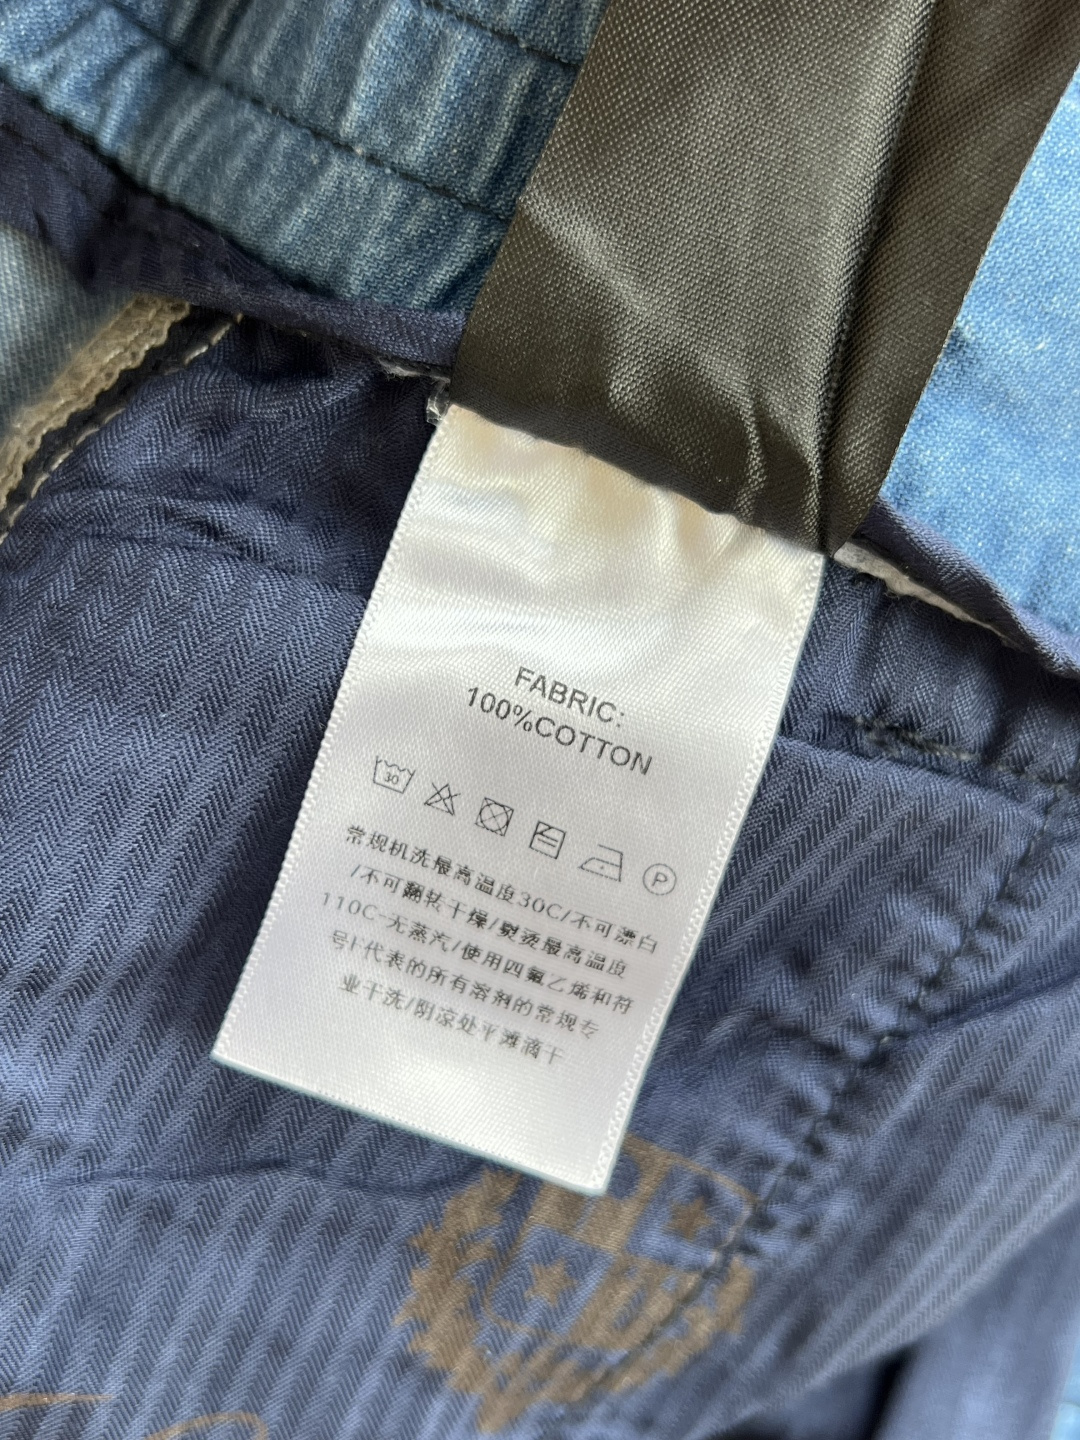 FABRIC:
100%COTTON
30
P
常规机洗最高温度30C/不可漂白
/不可翻转干燥/熨烫最高温度
110C-无蒸汽/使用四氟乙烯和符
号F代表的所有溶剂的常规专
业干洗/阴凉处平滩滴干